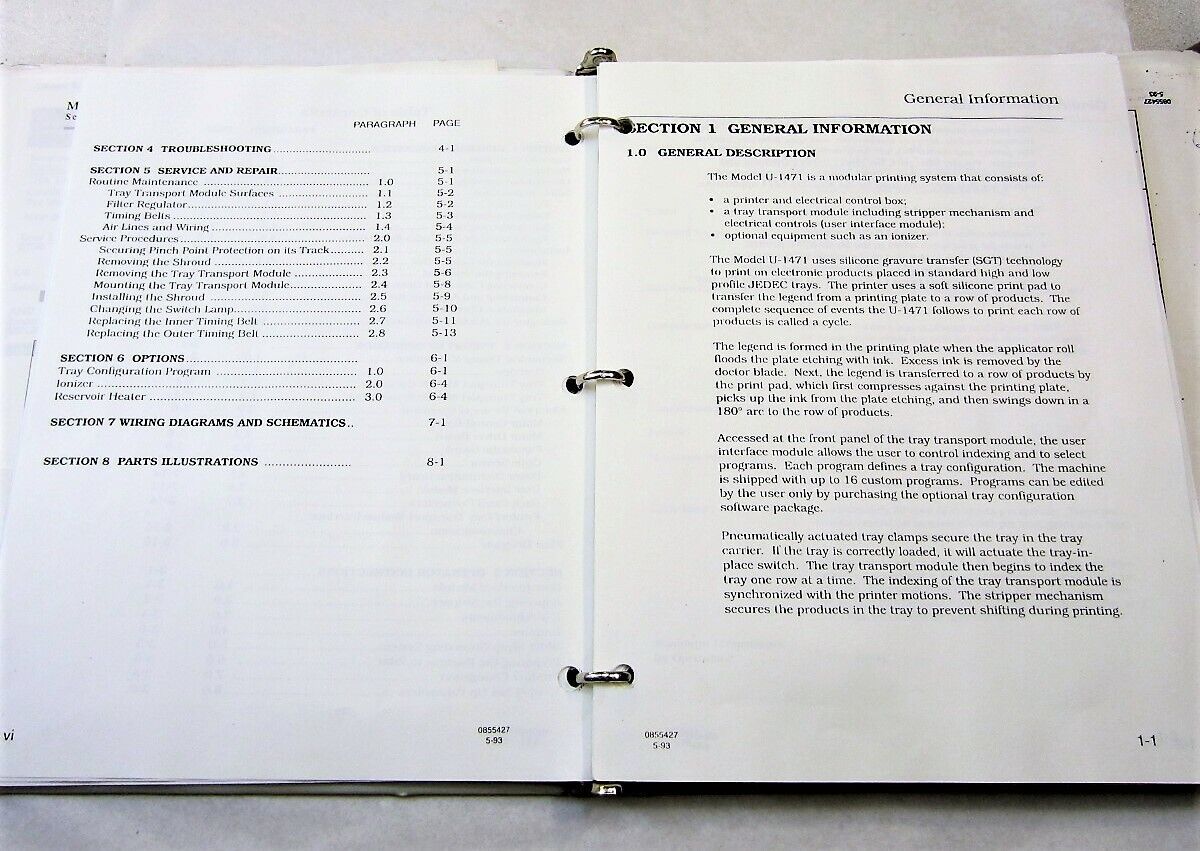 M
Se
PARAGRAPH PAGE
SECTION 4 TROUBLESHOOTING .......................... 4-1
SECTION 5 SERVICE AND REPAIR........................ 5-1
Routine Maintenance ........................................ 1.0 5-1
Tray Transport Module Surfaces ........................ 1.1 5-2
Filter Regulator............................................. 1.2 5-2
Timing Belts ................................................ 1.3 5-3
Air Lines and Wiring ...................................... 1.4 5-4
Service Procedures.......................................... 2.0 5-5
Securing Pinch Point Protection on its Track.......... 2.1 5-5
Removing the Shroud ..................................... 2.2 5-5
Removing the Tray Transport Module .................. 2.3 5-6
Mounting the Tray Transport Module.................... 2.4 5-8
Installing the Shroud ...................................... 2.5 5-9
Changing the Switch Lamp................................. 2.6 5-10
Replacing the Inner Timing Belt ......................... 2.7 5-11
Replacing the Outer Timing Belt ......................... 2.8 5-13
SECTION 6 OPTIONS........................................ 6-1
Tray Configuration Program ................................ 1.0 6-1
Ionizer ........................................................ 2.0 6-4
Reservoir Heater .............................................. 3.0 6-4
SECTION 7 WIRING DIAGRAMS AND SCHEMATICS.. 7-1
SECTION 8 PARTS ILLUSTRATIONS ...................... 8-1
vi
0855427
5-93
General Information
SECTION 1 GENERAL INFORMATION
1.0 GENERAL DESCRIPTION
The Model U-1471 is a modular printing system that consists of:
• a printer and electrical control box;
• a tray transport module including stripper mechanism and
electrical controls (user interface module);
• optional equipment such as an ionizer.
The Model U-1471 uses silicone gravure transfer (SGT) technology
to print on electronic products placed in standard high and low
profile JEDEC trays. The printer uses a soft silicone print pad to
transfer the legend from a printing plate to a row of products. The
complete sequence of events the U-1471 follows to print each row of
products is called a cycle.
The legend is formed in the printing plate when the applicator roll
floods the plate etching with ink. Excess ink is removed by the
doctor blade. Next, the legend is transferred to a row of products by
the print pad, which first compresses against the printing plate,
picks up the ink from the plate etching, and then swings down in a
180° arc to the row of products.
Accessed at the front panel of the tray transport module, the user
interface module allows the user to control indexing and to select
programs. Each program defines a tray configuration. The machine
is shipped with up to 16 custom programs. Programs can be edited
by the user only by purchasing the optional tray configuration
software package.
Pneumatically actuated tray clamps secure the tray in the tray
carrier. If the tray is correctly loaded, it will actuate the tray-in-
place switch. The tray transport module then begins to index the
tray one row at a time. The indexing of the tray transport module is
synchronized with the printer motions. The stripper mechanism
secures the products in the tray to prevent shifting during printing.
0855427
5-93
1-1
0855427
5-93